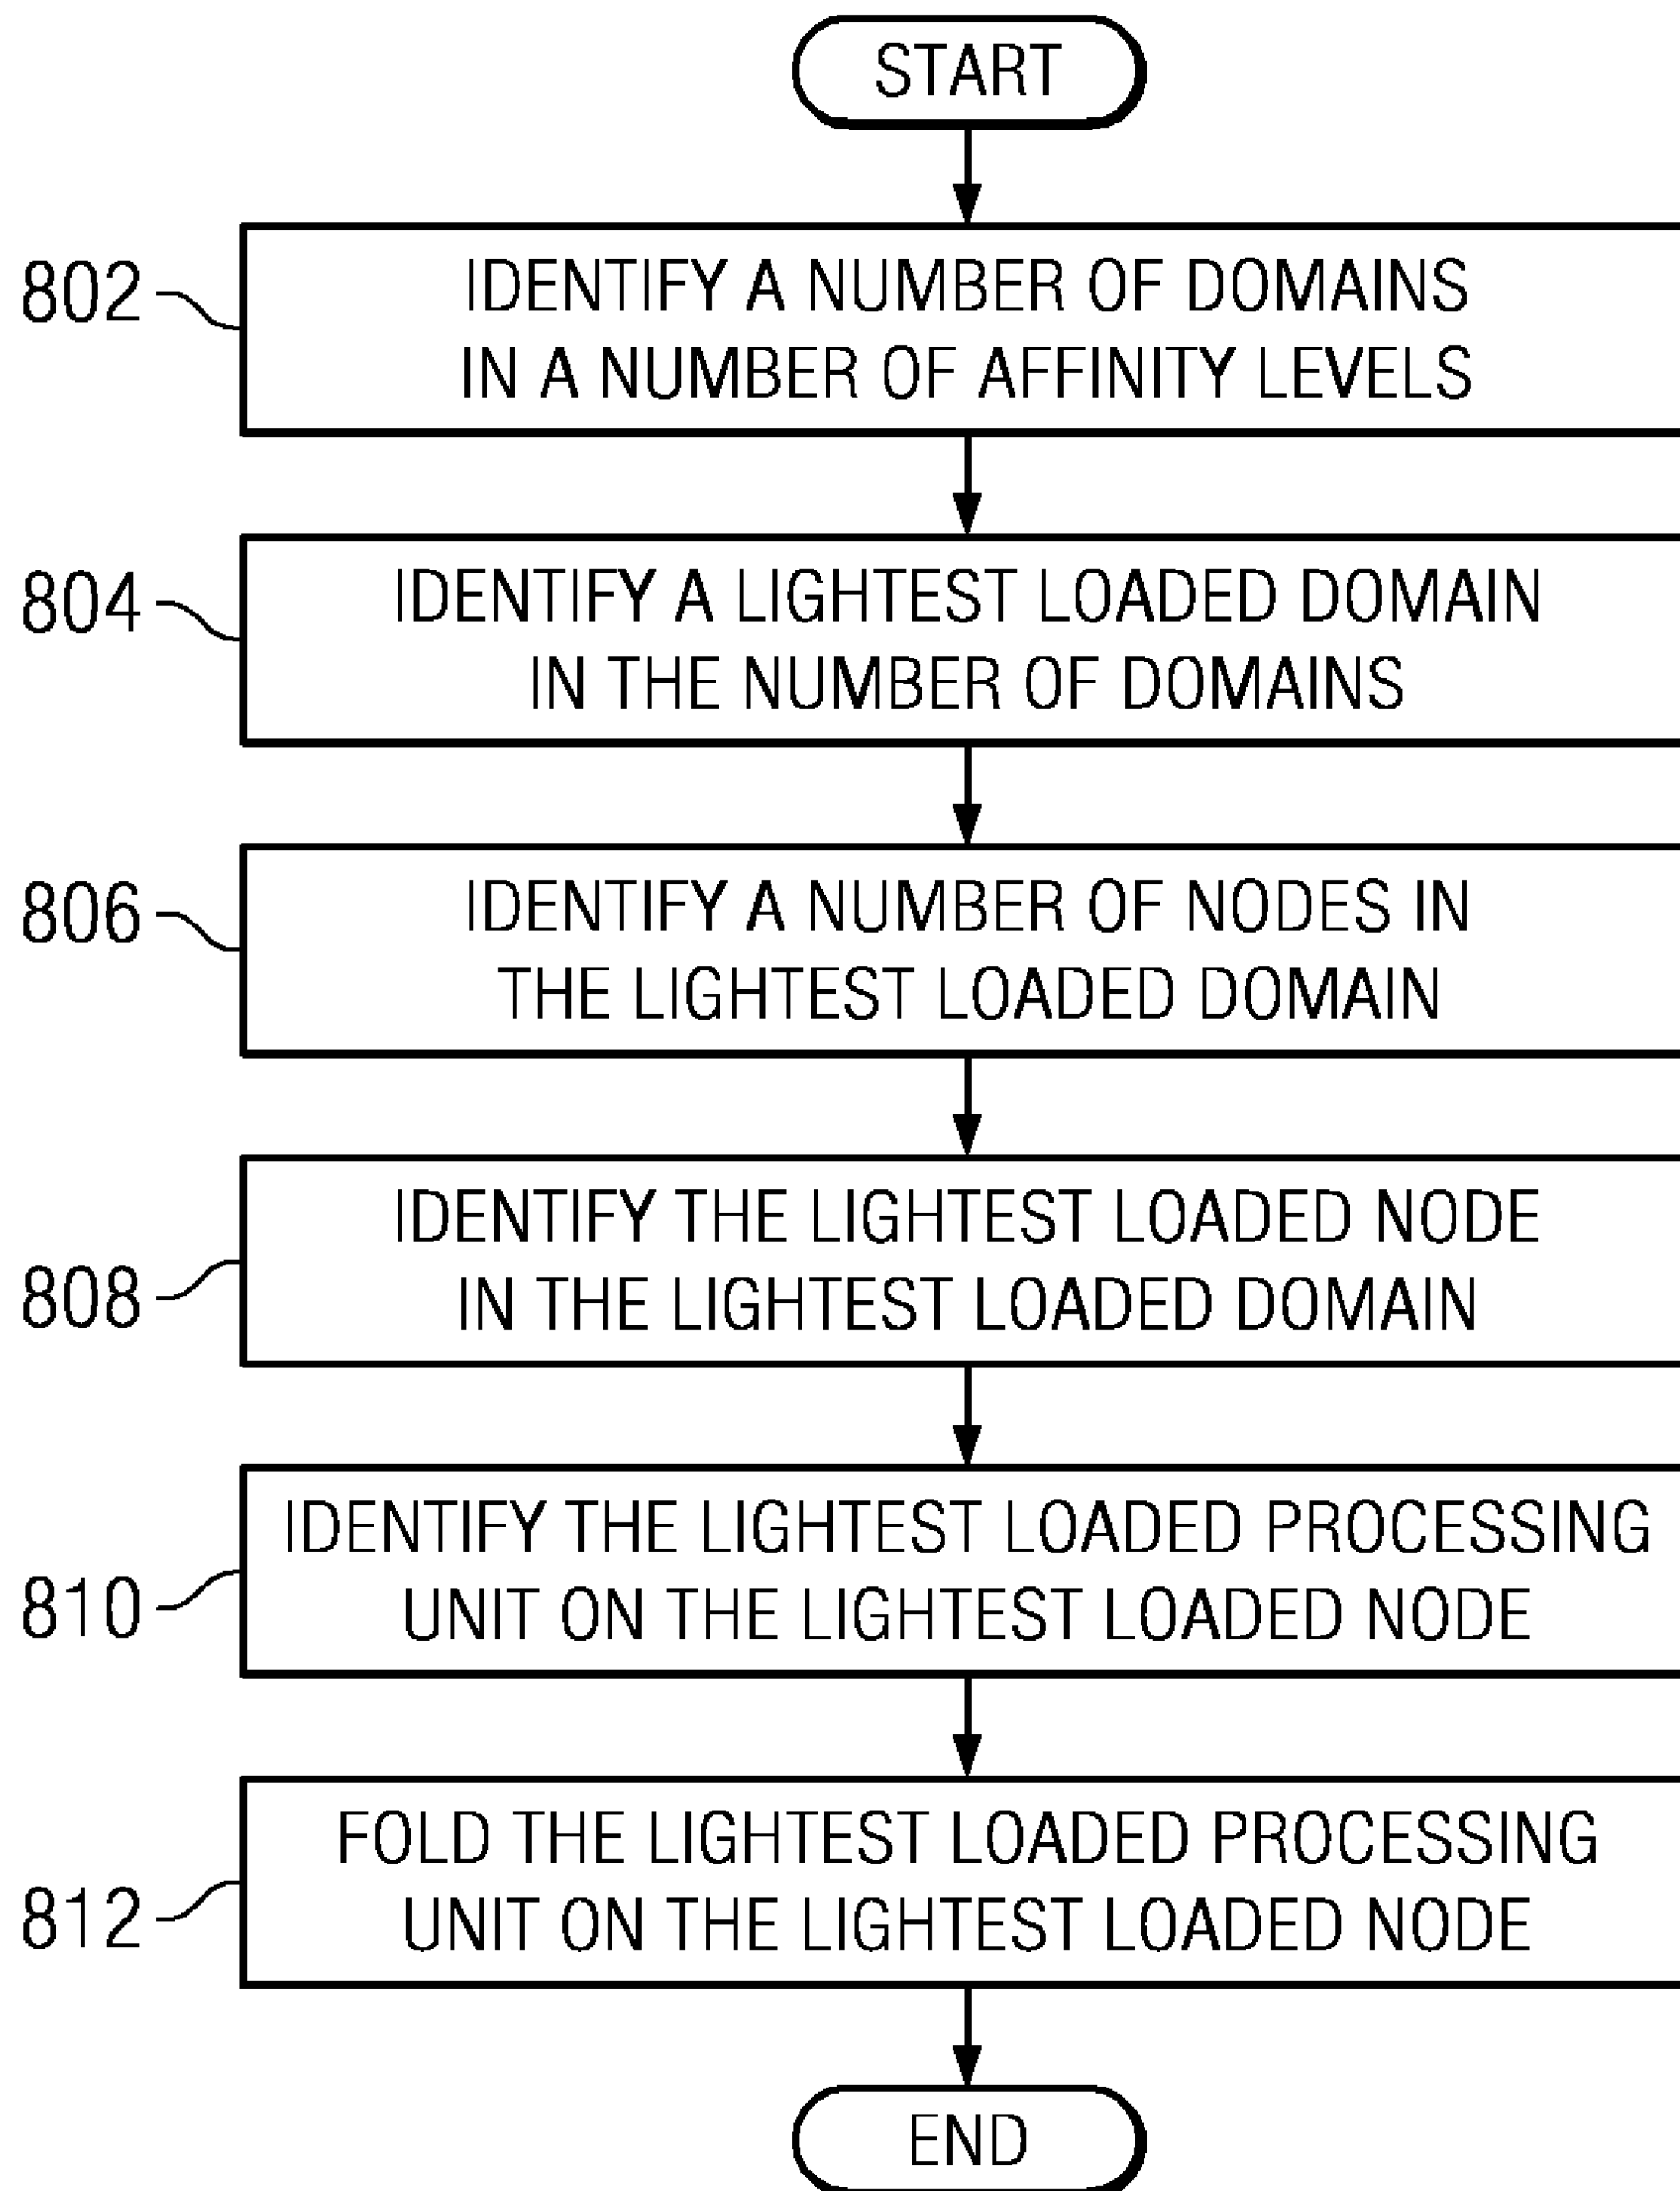 START
802
IDENTIFY A NUMBER OF DOMAINS
IN A NUMBER OF AFFINITY LEVELS
804
IDENTIFY A LIGHTEST LOADED DOMAIN
IN THE NUMBER OF DOMAINS
806
IDENTIFY A NUMBER OF NODES IN
THE LIGHTEST LOADED DOMAIN
808
IDENTIFY THE LIGHTEST LOADED NODE
IN THE LIGHTEST LOADED DOMAIN
810
IDENTIFY THE LIGHTEST LOADED PROCESSING
UNIT ON THE LIGHTEST LOADED NODE
812
FOLD THE LIGHTEST LOADED PROCESSING
UNIT ON THE LIGHTEST LOADED NODE
END